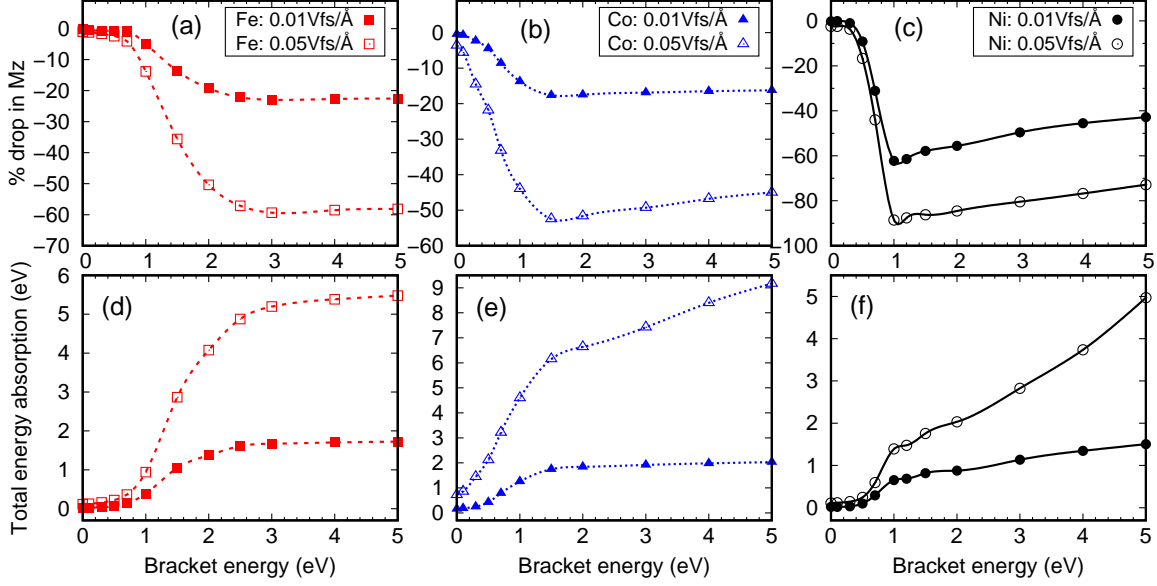 (a)
Fe: 0.01Vfs/Å
Fe: 0.05Vfs/Å
% drop in Mz
0
−10
−20
−30
−40
−50
−60
−70
0 1 2 3 4 5
(b)
Co: 0.01Vfs/Å
Co: 0.05Vfs/Å
0
−10
−20
−30
−40
−50
−60
0 1 2 3 4 5
(c)
Ni: 0.01Vfs/Å
Ni: 0.05Vfs/Å
0
−20
−40
−60
−80
−100
0 1 2 3 4 5
(d)
Total energy absorption (eV)
6
5
4
3
2
1
0
0 1 2 3 4 5
Bracket energy (eV)
(e)
9
8
7
6
5
4
3
2
1
0
0 1 2 3 4 5
Bracket energy (eV)
(f)
5
4
3
2
1
0
0 1 2 3 4 5
Bracket energy (eV)